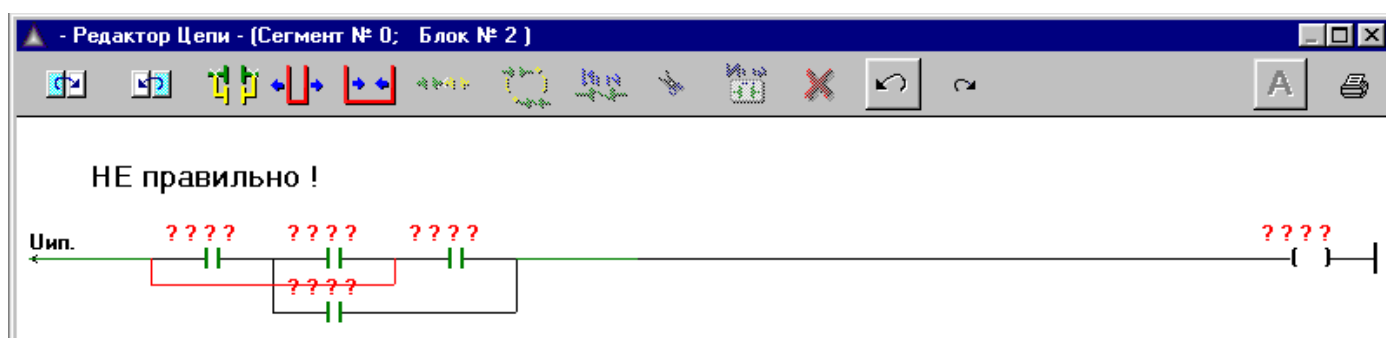 - Редактор Цепи - (Сегмент № 0; Блок № 2 )
A
НЕ правильно !
Uип.
? ? ? ? ? ? ? ? ? ? ? ? ? ? ? ?
? ? ? ?